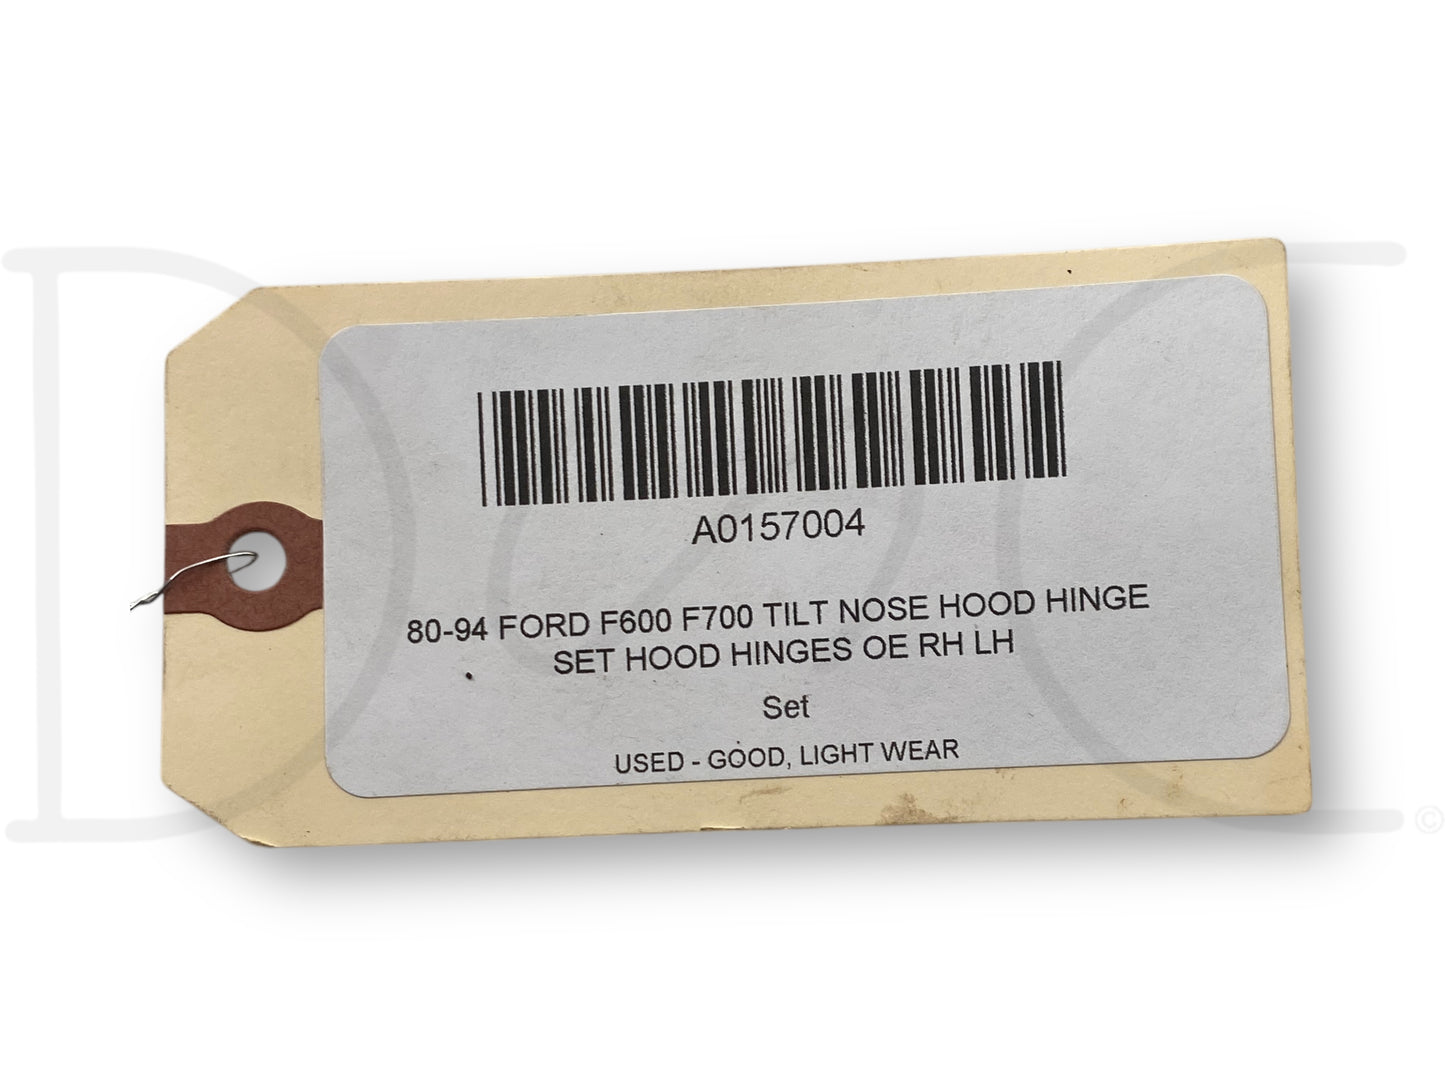 A0157004
80-94 FORD F600 F700 TILT NOSE HOOD HINGE
SET HOOD HINGES OE RH LH
Set
USED - GOOD, LIGHT WEAR
©